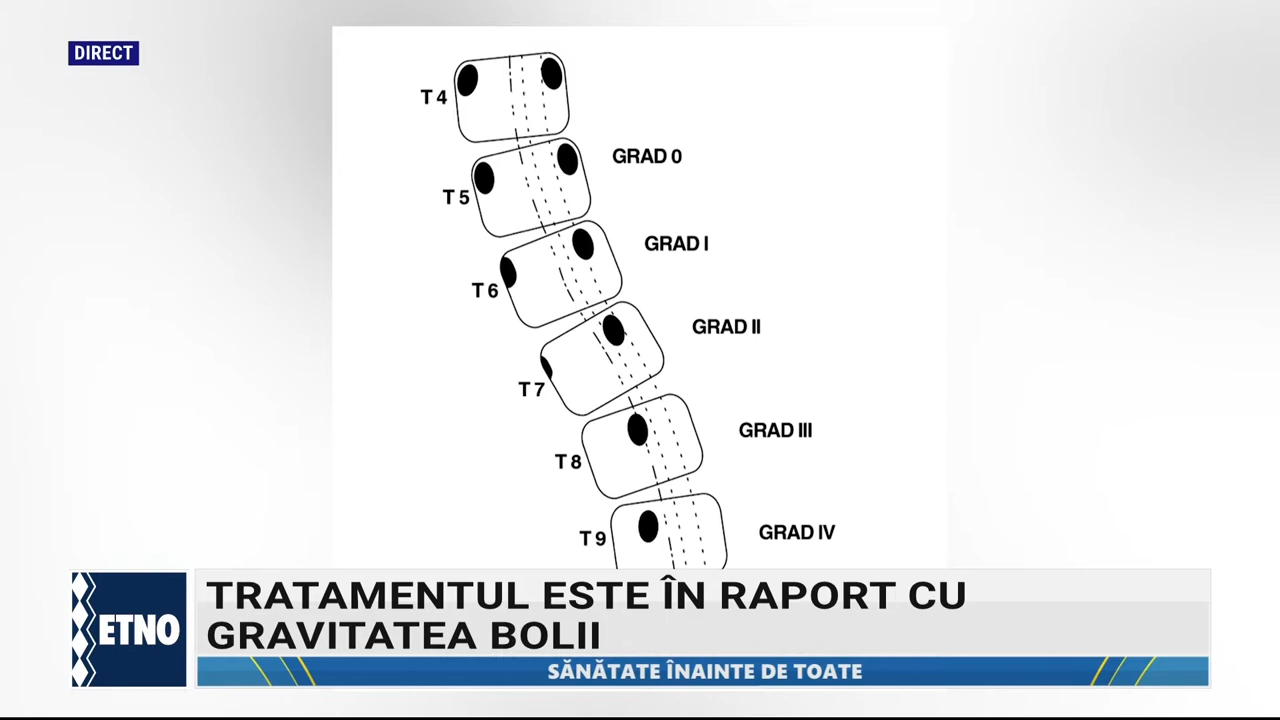 DIRECT
T 4
GRAD 0
T 5
GRAD I
T 6
GRAD II
T 7
GRAD III
T 8
GRAD IV
T 9
TRATAMENTUL ESTE ÎN RAPORT CU
GRAVITATEA BOLII
ETNO
SĂNĂTATE ÎNAINTE DE TOATE